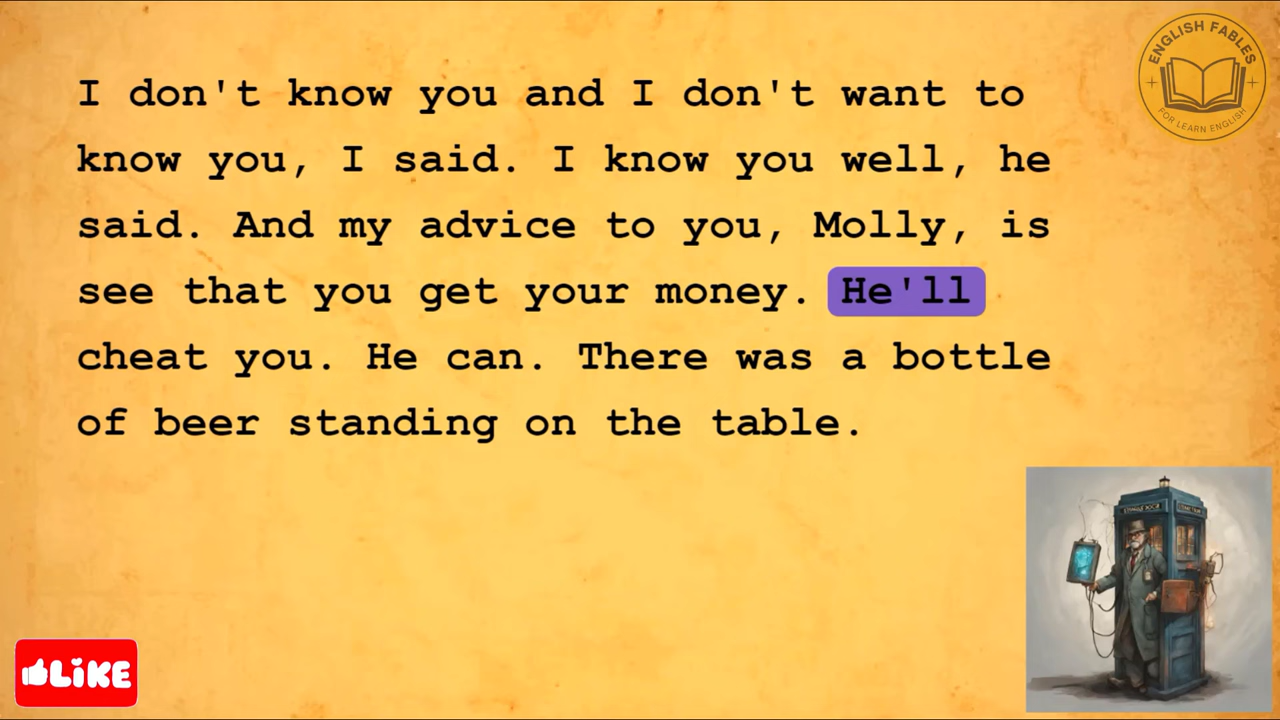 I don't know you and I don't want to
know you, I said. I know you well, he
said. And my advice to you, Molly, is
see that you get your money. He'll
cheat you. He can. There was a bottle
of beer standing on the table.
ENGLISH FABLES
FOR LEARN ENGLISH
LIKE